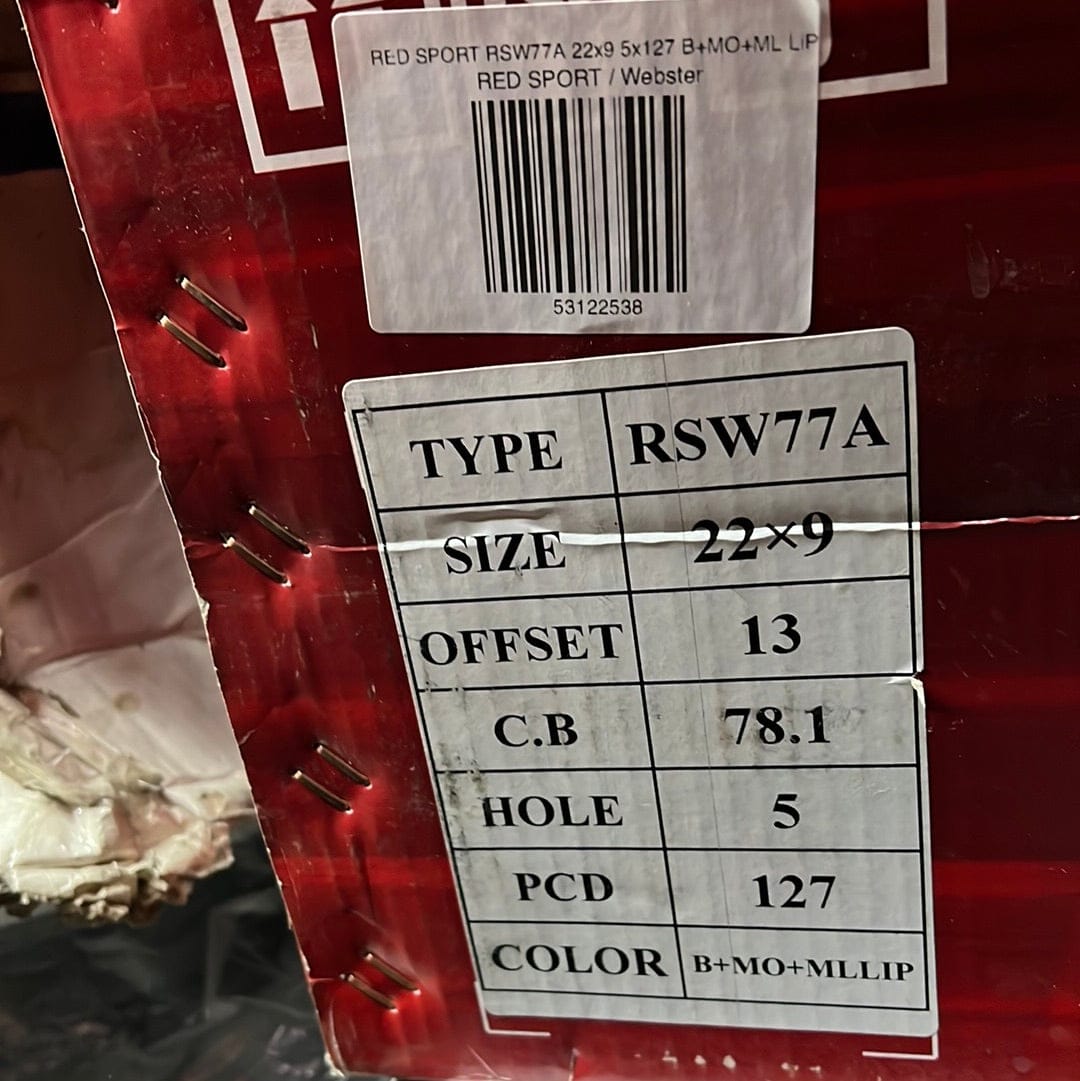 RED SPORT RSW77A 22x9 5x127 B+MO+ML LIP
RED SPORT / Webster
53122538
TYPE RSW77A
SIZE 22×9
OFFSET 13
C.B 78.1
HOLE 5
PCD 127
COLOR B+MO+MLLIP